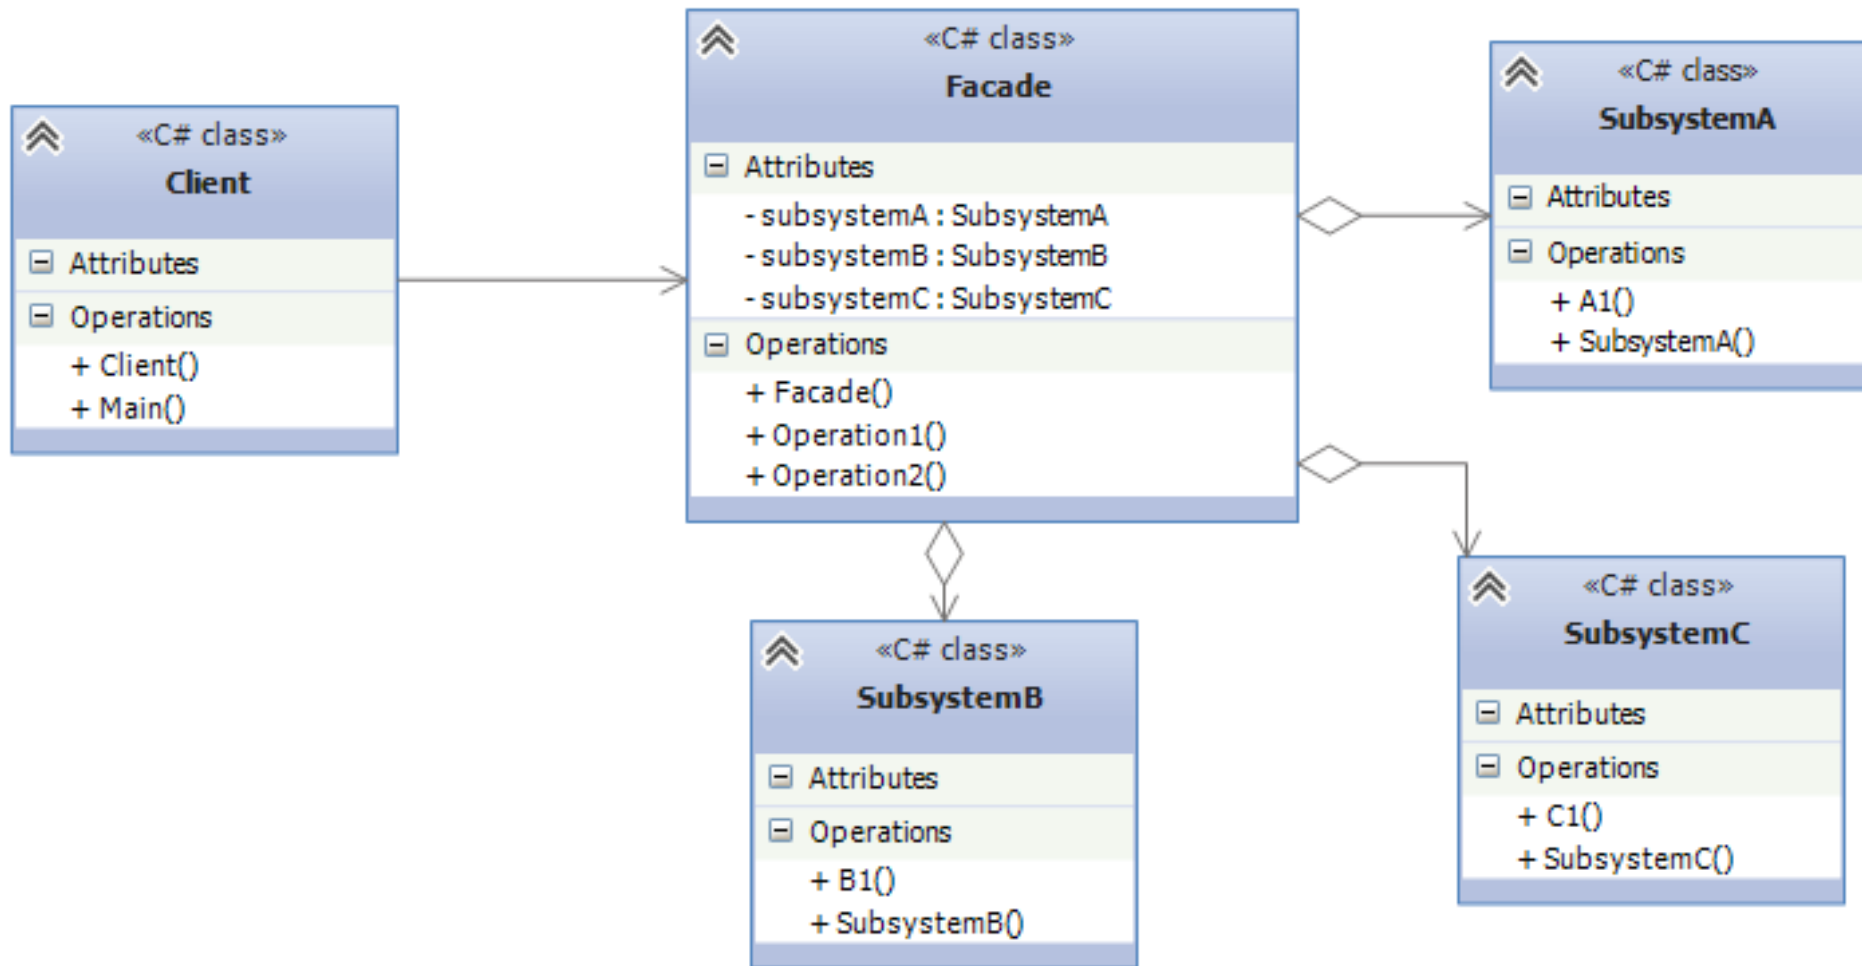 «C# class»
Client
Attributes
Operations
+ Client()
+ Main()
«C# class»
Facade
Attributes
- subsystemA : SubsystemA
- subsystemB : SubsystemB
- subsystemC : SubsystemC
Operations
+ Facade()
+ Operation1()
+ Operation2()
«C# class»
SubsystemA
Attributes
Operations
+ A1()
+ SubsystemA()
«C# class»
SubsystemB
Attributes
Operations
+ B1()
+ SubsystemB()
«C# class»
SubsystemC
Attributes
Operations
+ C1()
+ SubsystemC()